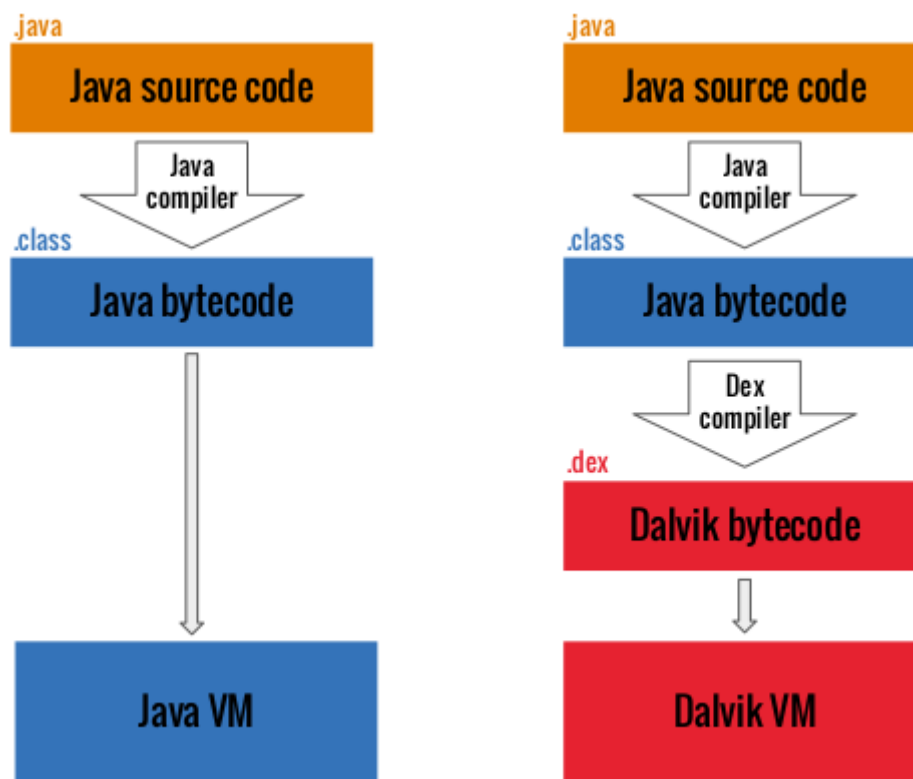 .java
Java source code
Java
compiler
.class
Java bytecode
Java VM
.java
Java source code
Java
compiler
.class
Java bytecode
Dex
compiler
.dex
Dalvik bytecode
Dalvik VM